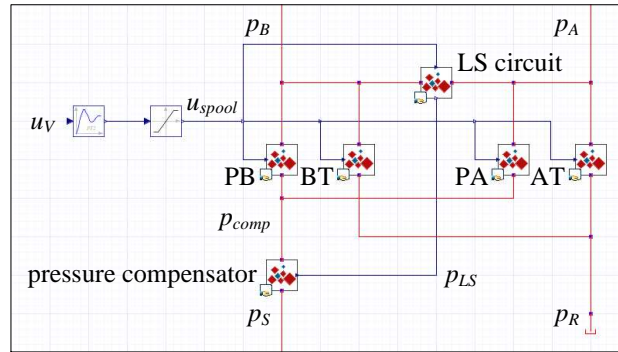 p_B
p_A
LS circuit
u_V
u_spool
PB
BT
PA
AT
p_comp
pressure compensator
p_LS
p_S
p_R